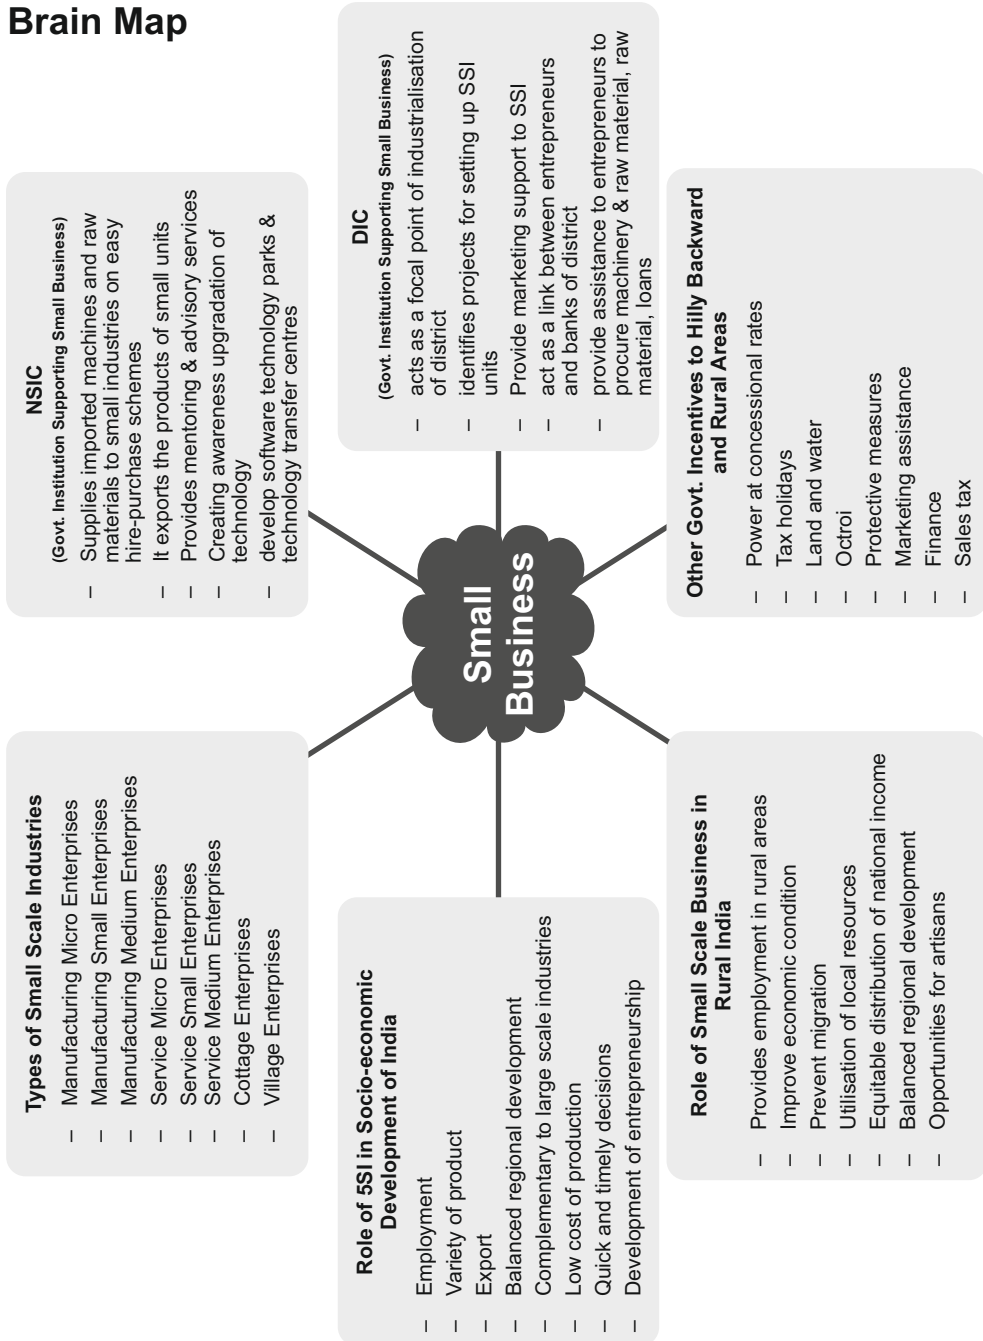 Brain Map
Types of Small Scale Industries
– Manufacturing Micro Enterprises
– Manufacturing Small Enterprises
– Manufacturing Medium Enterprises
– Service Micro Enterprises
– Service Small Enterprises
– Service Medium Enterprises
– Cottage Enterprises
– Village Enterprises
NSIC
(Govt. Institution Supporting Small Business)
– Supplies imported machines and raw
materials to small industries on easy
hire-purchase schemes
– It exports the products of small units
– Provides mentoring & advisory services
– Creating awareness upgradation of
technology
– develop software technology parks &
technology transfer centres
Role of 5SI in Socio-economic
Development of India
– Employment
– Variety of product
– Export
– Balanced regional development
– Complementary to large scale industries
– Low cost of production
– Quick and timely decisions
– Development of entrepreneurship
Small
Business
DIC
(Govt. Institution Supporting Small Business)
– acts as a focal point of industrialisation
of district
– identifies projects for setting up SSI
units
– Provide marketing support to SSI
– act as a link between entrepreneurs
and banks of district
– provide assistance to entrepreneurs to
procure machinery & raw material, raw
material, loans
Role of Small Scale Business in
Rural India
– Provides employment in rural areas
– Improve economic condition
– Prevent migration
– Utilisation of local resources
– Equitable distribution of national income
– Balanced regional development
– Opportunities for artisans
Other Govt. Incentives to Hilly Backward
and Rural Areas
– Power at concessional rates
– Tax holidays
– Land and water
– Octroi
– Protective measures
– Marketing assistance
– Finance
– Sales tax